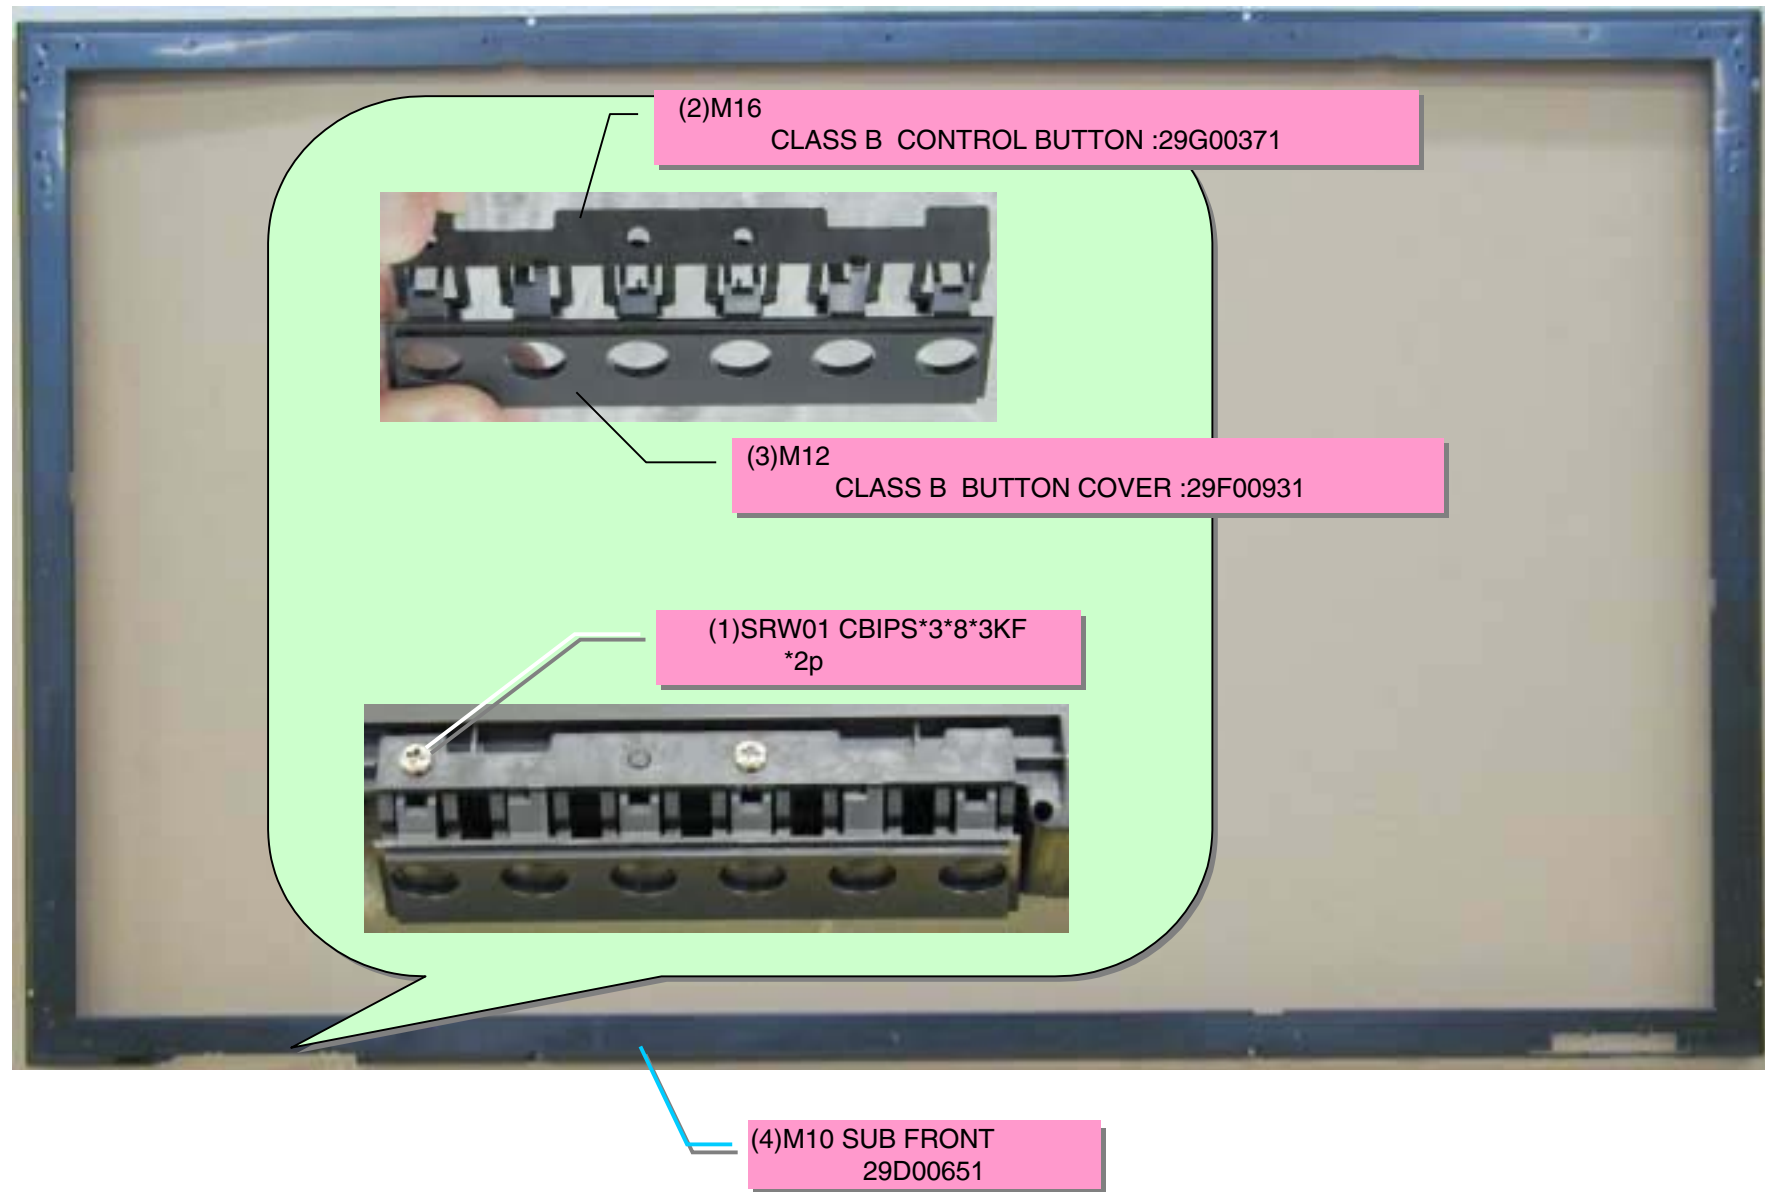 (2)M16
CLASS B CONTROL BUTTON :29G00371
(3)M12
CLASS B BUTTON COVER :29F00931
(1)SRW01 CBIPS*3*8*3KF
*2p
(4)M10 SUB FRONT
29D00651